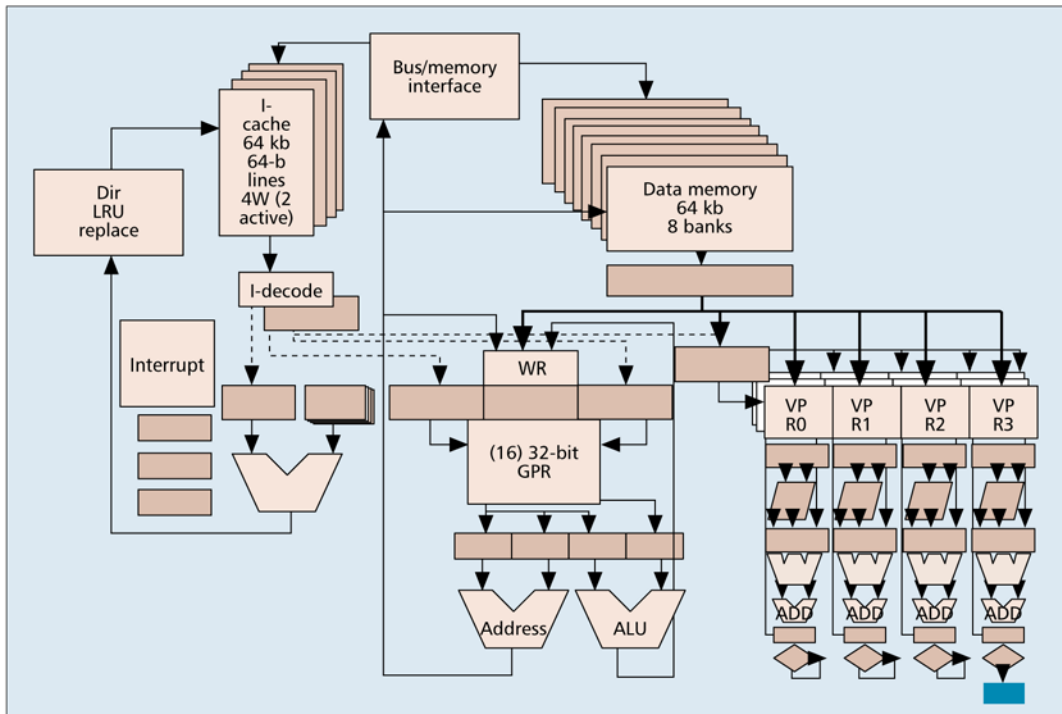 Bus/memory
interface
I-
cache
64 kb
64-b
lines
4W (2
active)
Dir
LRU
replace
Data memory
64 kb
8 banks
I-decode
Interrupt
WR
VP
R0
VP
R1
VP
R2
VP
R3
(16) 32-bit
GPR
Address
ALU
ADD
ADD
ADD
ADD